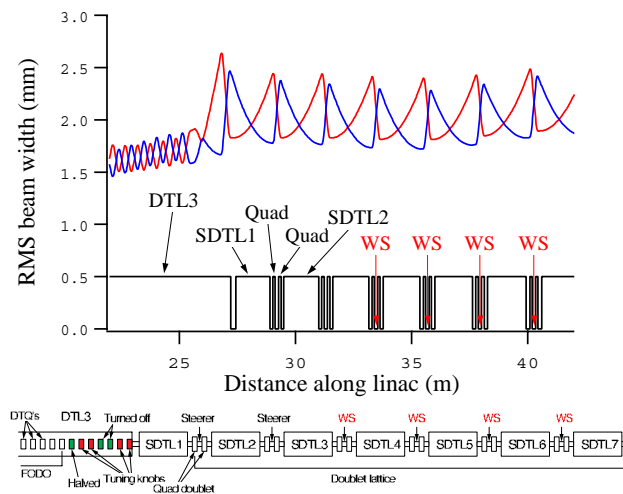 3.0
2.5
2.0
1.5
1.0
0.5
0.0
RMS beam width (mm)
DTL3
SDTL1
Quad
Quad
SDTL2
WS
WS
WS
WS
25
30
35
40
Distance along linac (m)
DTQ's
DTL3
Turned off
Steerer
Steerer
WS
WS
WS
WS
SDTL1
SDTL2
SDTL3
SDTL4
SDTL5
SDTL6
SDTL7
FODO
Halved
Tuning knobs
Quad doublet
Doublet lattice